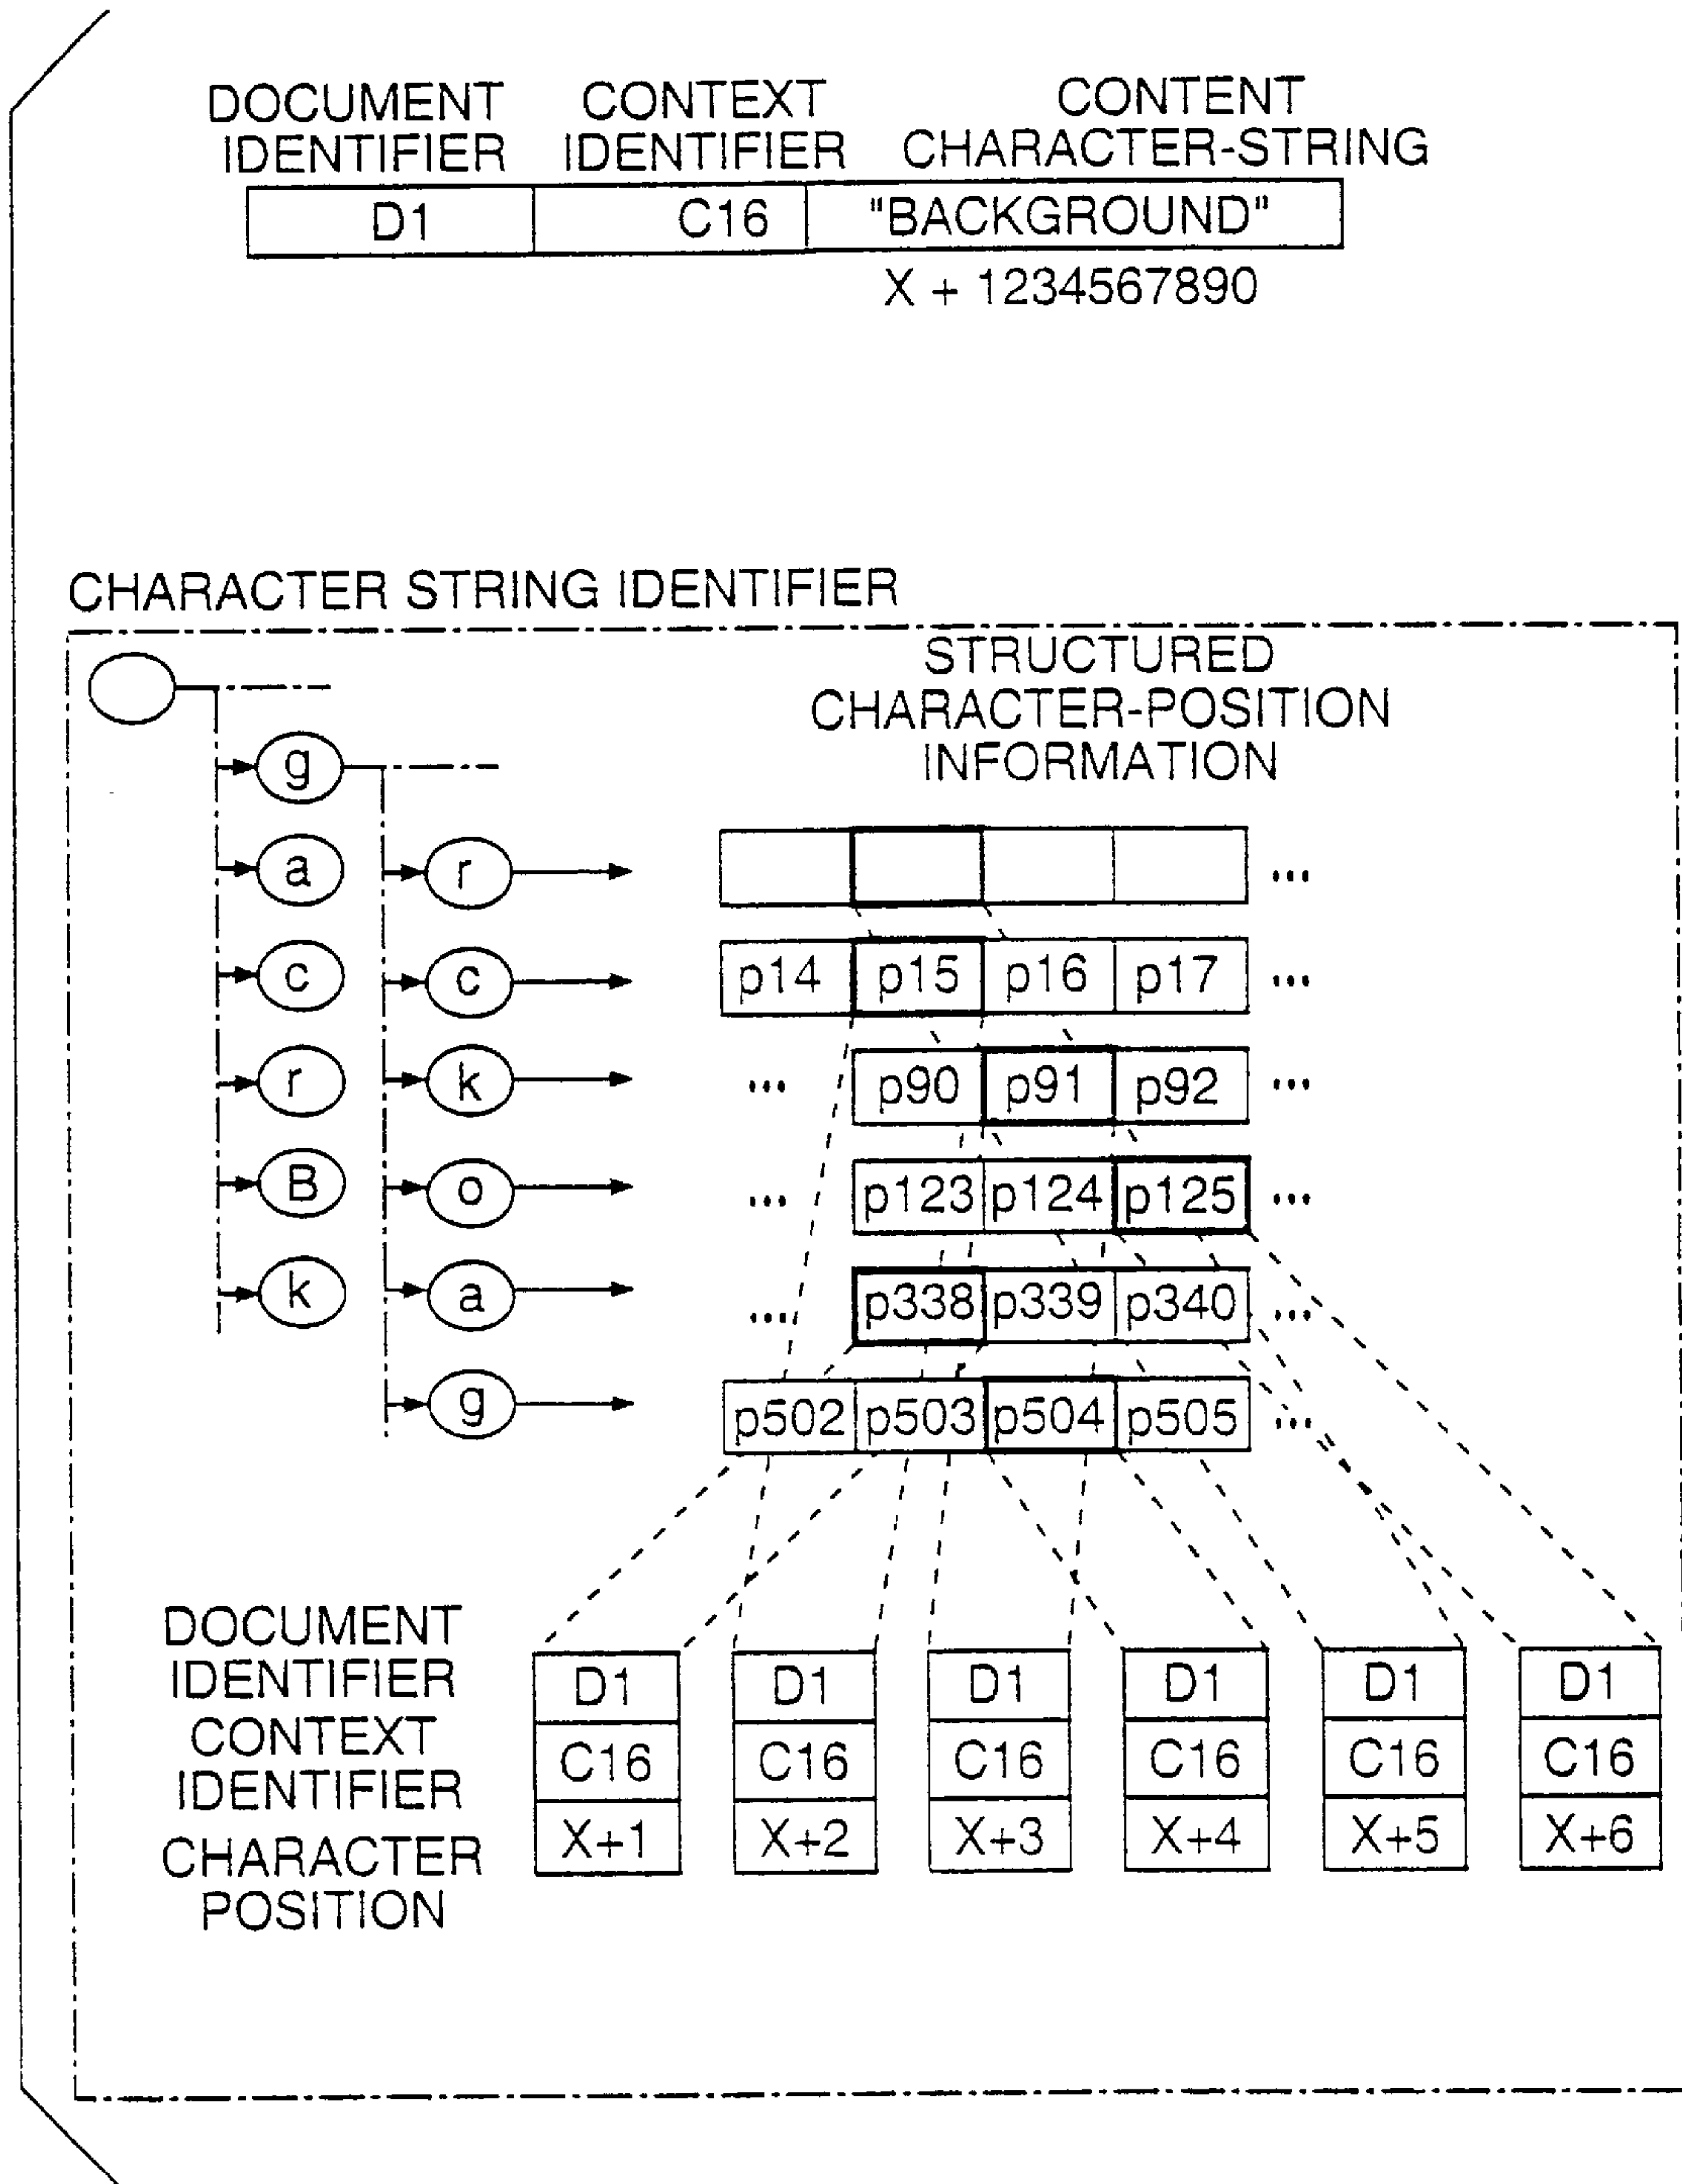 DOCUMENT IDENTIFIER CONTEXT IDENTIFIER CONTENT CHARACTER-STRING
D1 C16 "BACKGROUND"
X + 1234567890
CHARACTER STRING IDENTIFIER
STRUCTURED
CHARACTER-POSITION
INFORMATION
g
a r ...
c c p14 p15 p16 p17 ...
r k ... p90 p91 p92 ...
B o ... p123 p124 p125 ...
k a ... p338 p339 p340 ...
g p502 p503 p504 p505 ...
DOCUMENT
IDENTIFIER D1 D1 D1 D1 D1 D1
CONTEXT
IDENTIFIER C16 C16 C16 C16 C16 C16
CHARACTER
POSITION X+1 X+2 X+3 X+4 X+5 X+6